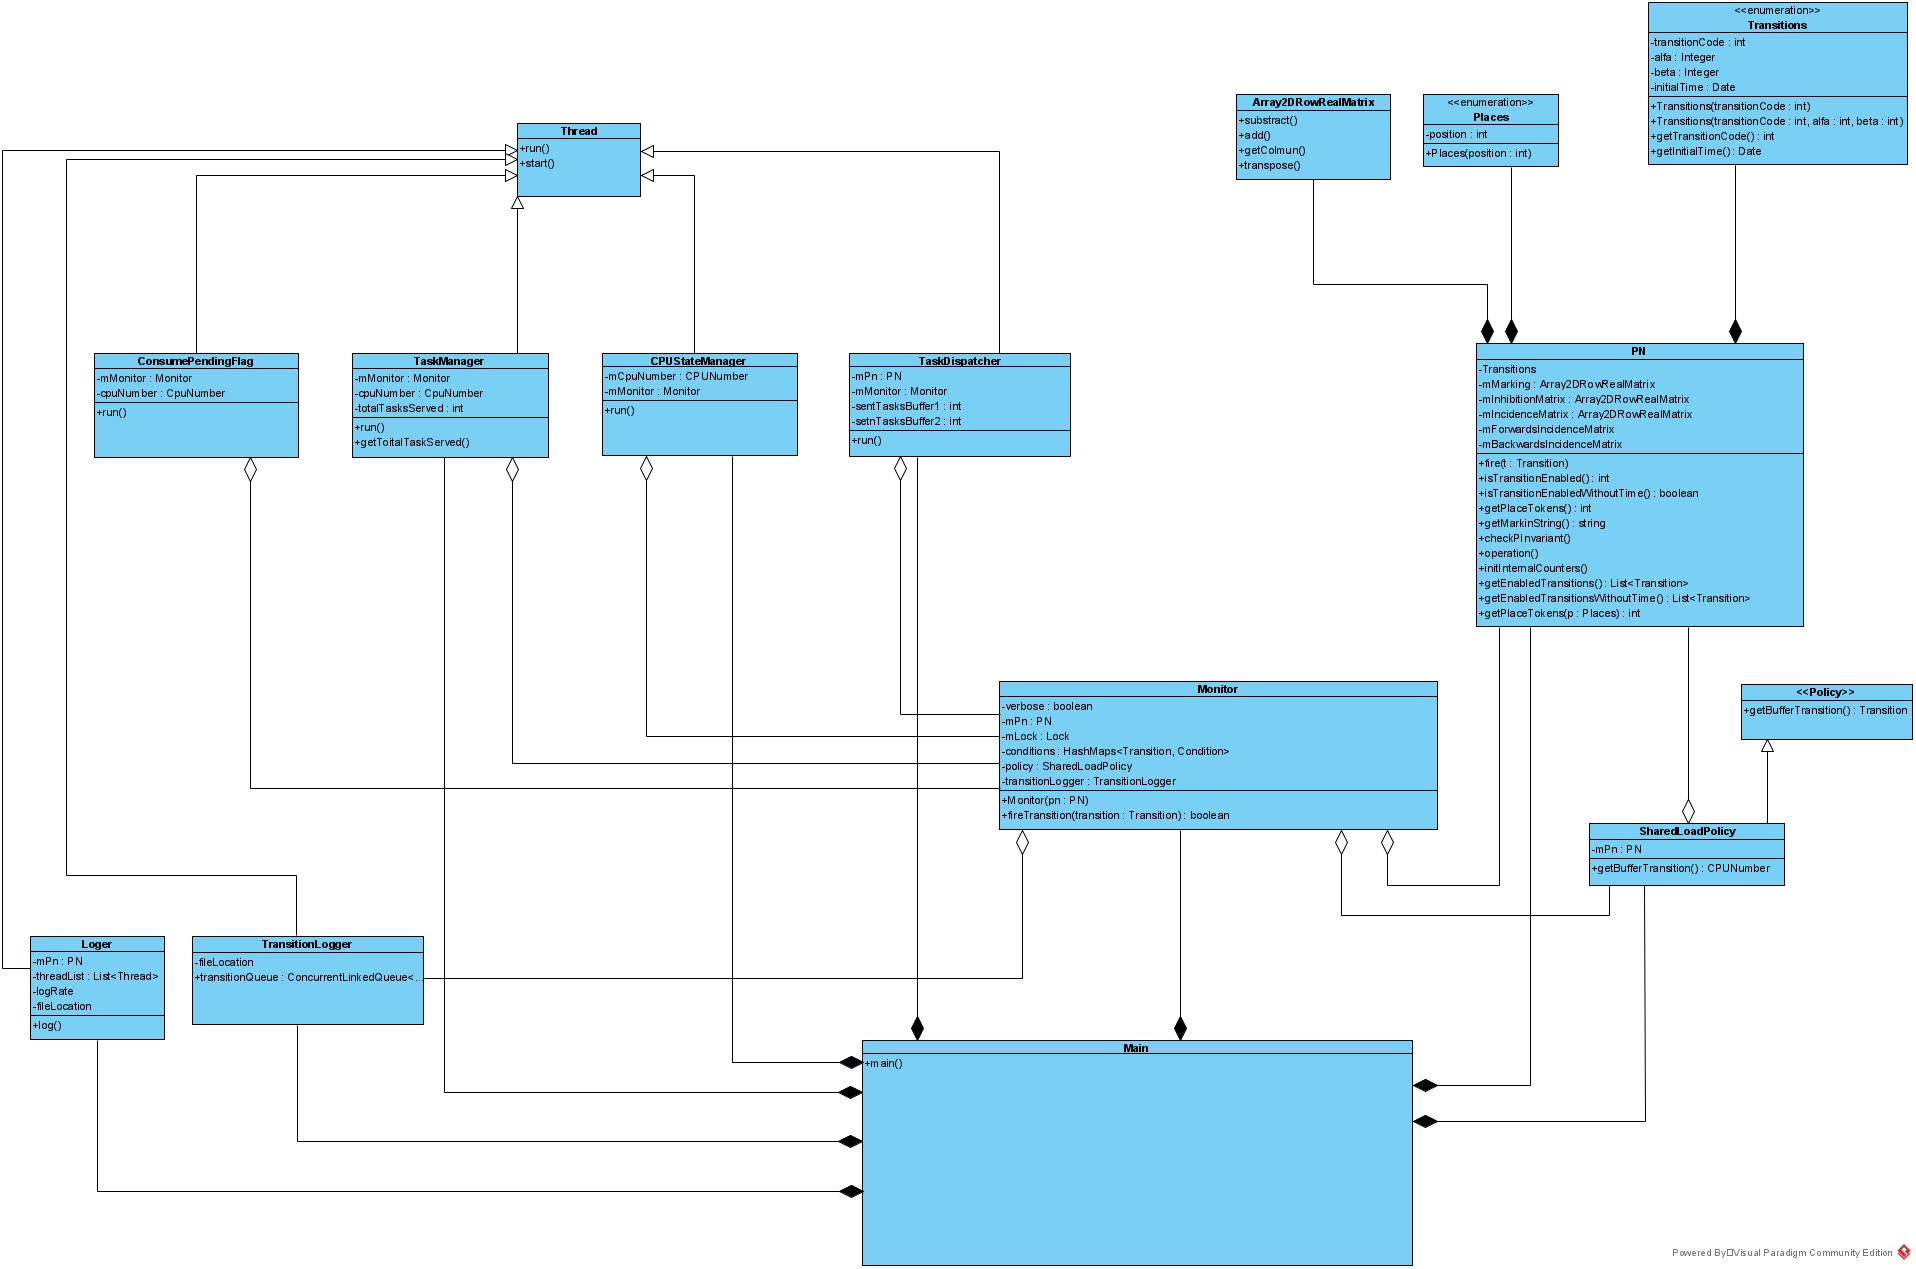 <<enumeration>>
Transitions
-transitionCode : int
-alfa : Integer
-beta : Integer
-initialTime : Date
+Transitions(transitionCode : int)
+Transitions(transitionCode : int, alfa : int, beta : int)
+getTransitionCode() : int
+getInitialTime() : Date
Array2DRowRealMatrix
+substract()
+add()
+getColmun()
+transpose()
<<enumeration>>
Places
-position : int
+Places(position : int)
Thread
+run()
+start()
ConsumePendingFlag
-mMonitor : Monitor
-cpuNumber : CpuNumber
+run()
TaskManager
-mMonitor : Monitor
-cpuNumber : CpuNumber
-totalTasksServed : int
+run()
+getToitalTaskServed()
CPUStateManager
-mCpuNumber : CPUNumber
-mMonitor : Monitor
+run()
TaskDispatcher
-mPn : PN
-mMonitor : Monitor
-sentTasksBuffer1 : int
-setnTasksBuffer2 : int
+run()
PN
-Transitions
-mMarking : Array2DRowRealMatrix
-mInhibitionMatrix : Array2DRowRealMatrix
-mIncidenceMatrix : Array2DRowRealMatrix
-mForwardsIncidenceMatrix
-mBackwardsIncidenceMatrix
+fire(t : Transition)
+isTransitionEnabled() : int
+isTransitionEnabledWithoutTime() : boolean
+getPlaceTokens() : int
+getMarkinString() : string
+checkPInvariant()
+operation()
+initInternalCounters()
+getEnabledTransitions() : List<Transition>
+getEnabledTransitionsWithoutTime() : List<Transition>
+getPlaceTokens(p : Places) : int
Monitor
-verbose : boolean
-mPn : PN
-mLock : Lock
-conditions : HashMaps<Transition, Condition>
-policy : SharedLoadPolicy
-transitionLogger : TransitionLogger
+Monitor(pn : PN)
+fireTransition(transition : Transition) : boolean
<<Policy>>
+getBufferTransition() : Transition
SharedLoadPolicy
-mPn : PN
+getBufferTransition() : CPUNumber
Loger
-mPn : PN
-threadList : List<Thread>
-logRate
-fileLocation
+log()
TransitionLogger
-fileLocation
+transitionQueue : ConcurrentLinkedQueue<...
Main
+main()
Powered By Visual Paradigm Community Edition